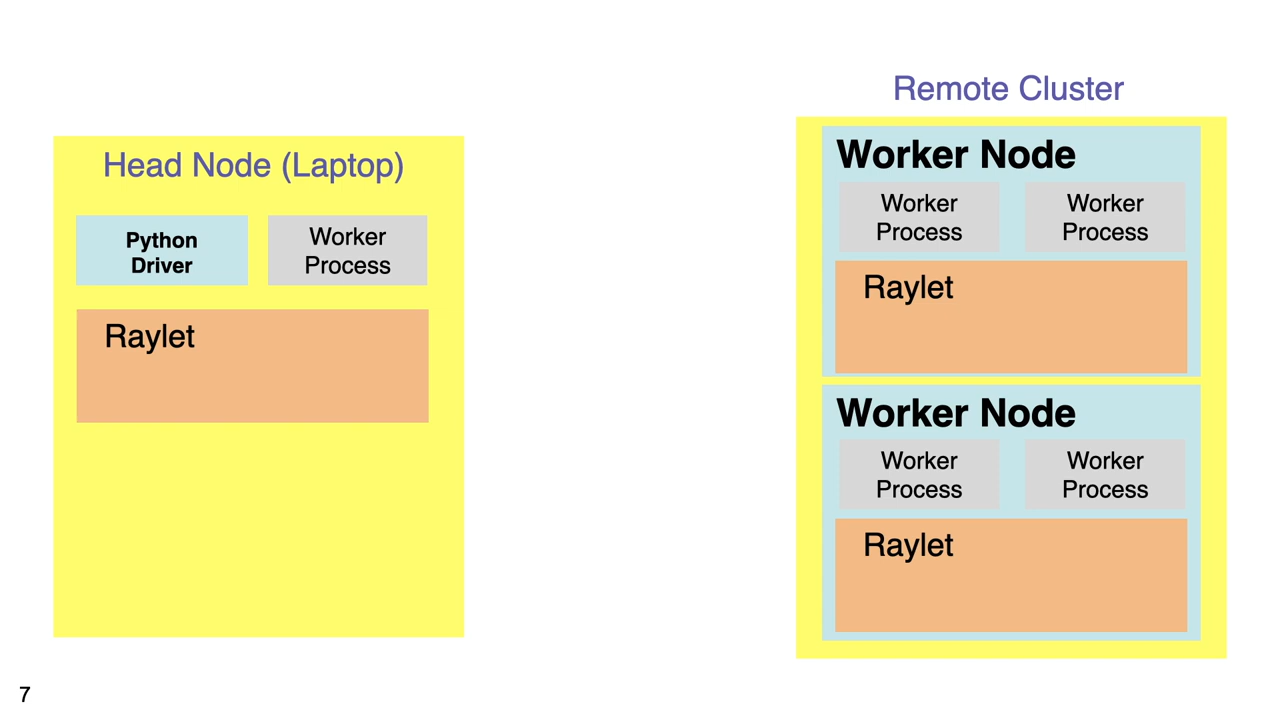 Head Node (Laptop)
Python
Driver
Worker
Process
Raylet
Remote Cluster
Worker Node
Worker
Process
Worker
Process
Raylet
Worker Node
Worker
Process
Worker
Process
Raylet
7